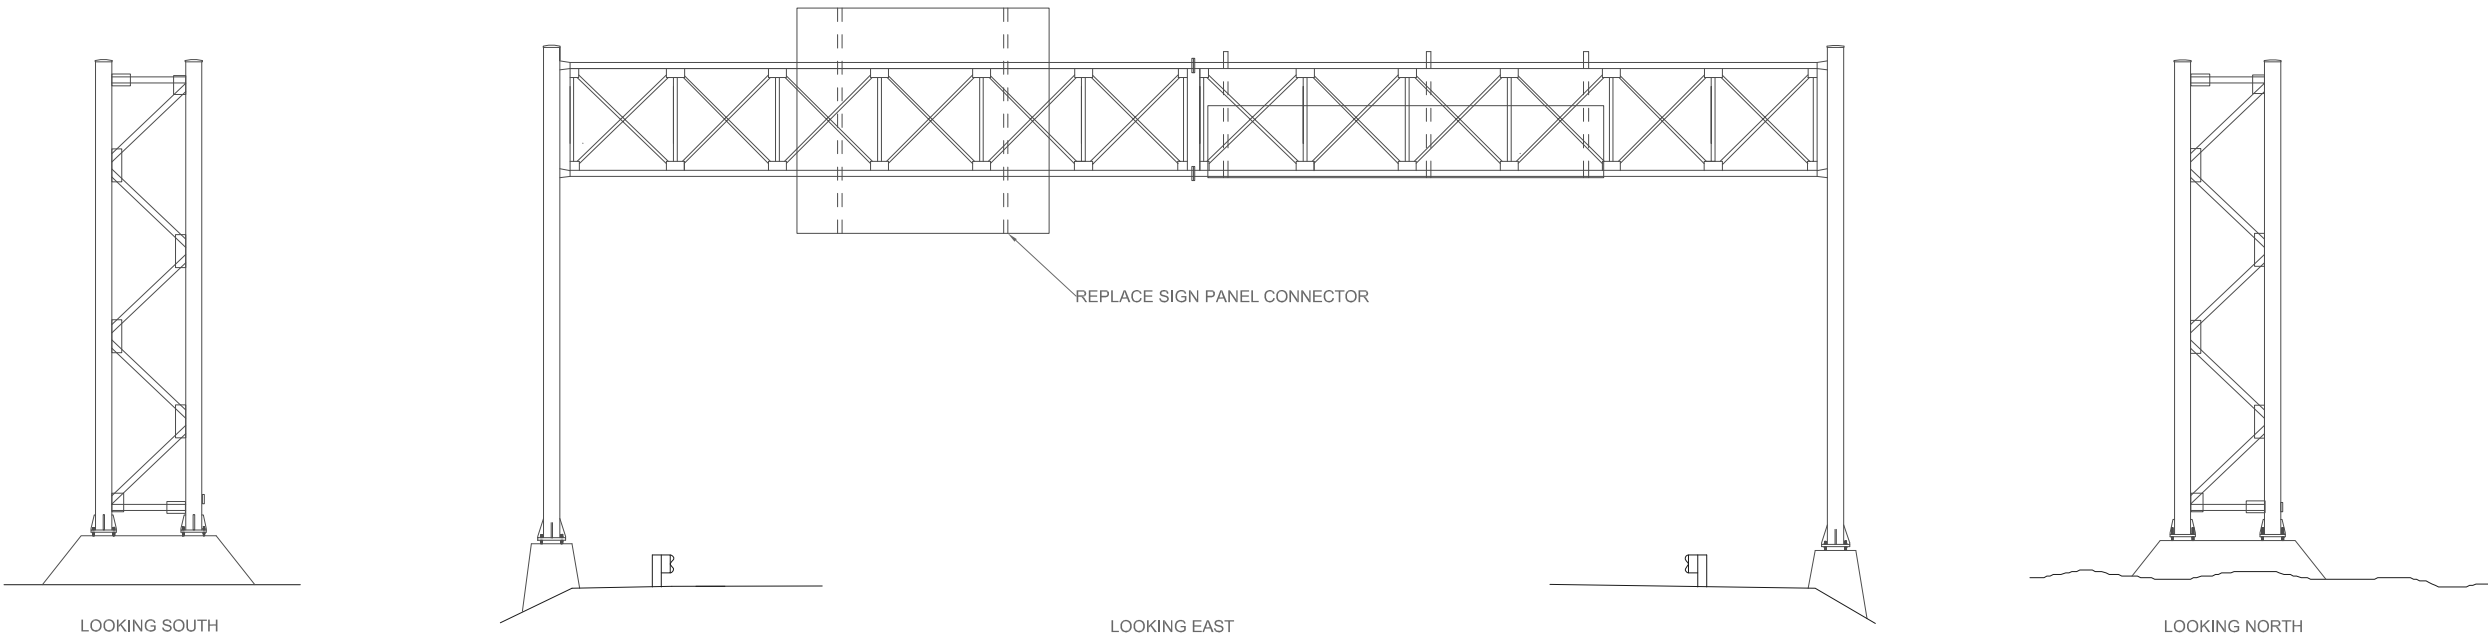 REPLACE SIGN PANEL CONNECTOR
LOOKING SOUTH
LOOKING EAST
LOOKING NORTH